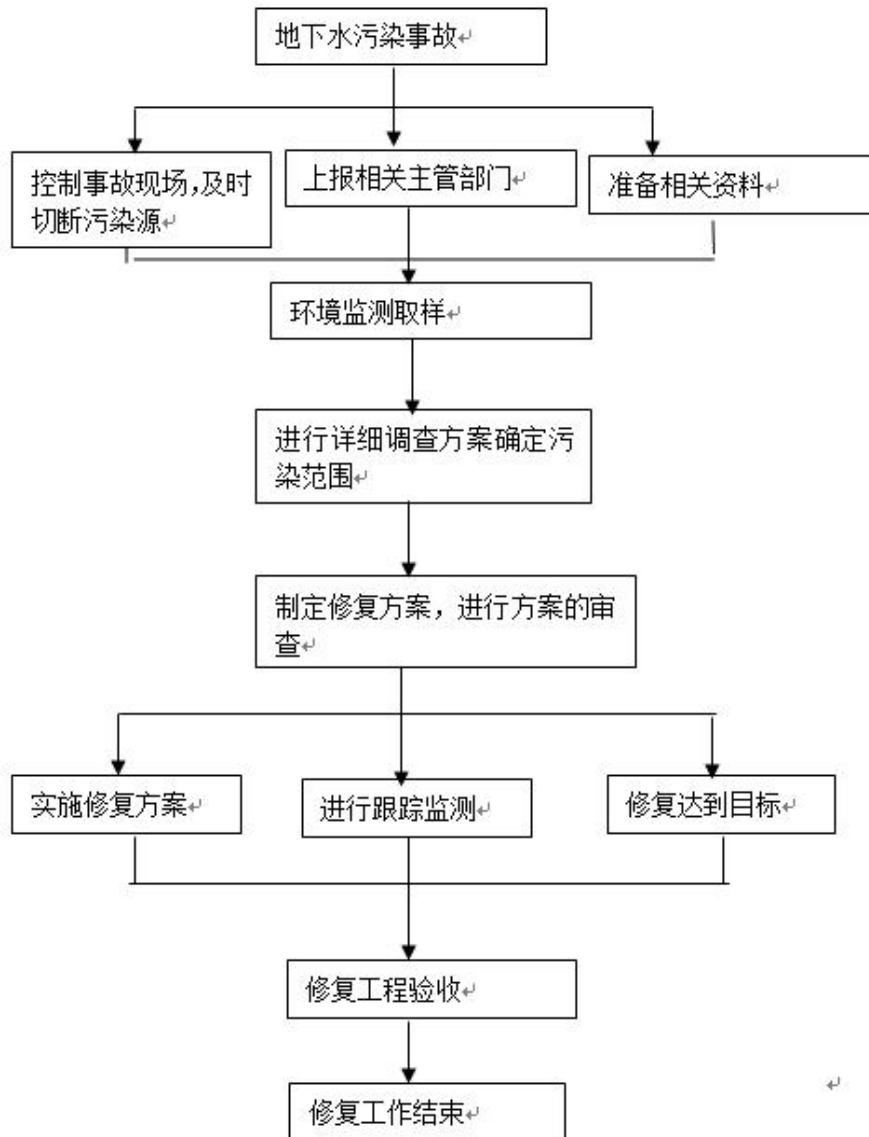 地下水污染事故
控制事故现场,及时
切断污染源
上报相关主管部门
准备相关资料
环境监测取样
进行详细调查方案确定污
染范围
制定修复方案，进行方案的审
查
实施修复方案
进行跟踪监测
修复达到目标
修复工程验收
修复工作结束